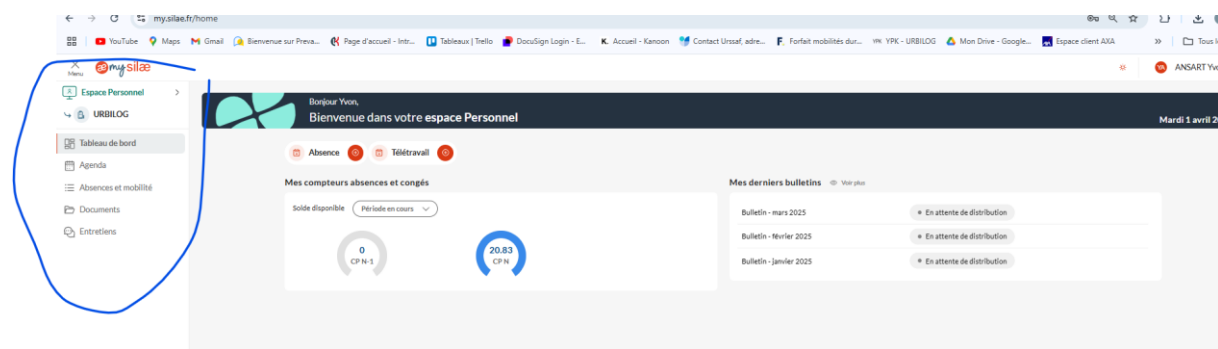 my.silae.fr/home
YouTube Maps Gmail Bienvenue sur Preva... Page d'accueil - Intr... Tableaux | Trello DocuSign Login - E... K. Accueil - Kanoon Contact Urssaf, adre... Forfait mobilités dur... YPK YPK - URBILOG Mon Drive - Google... Espace client AXA » Tous l
Menu
my silae
ANSART Yvo
Espace Personnel >
URBILOG
Tableau de bord
Agenda
Absences et mobilité
Documents
Entretiens
Bonjour Yvon,
Bienvenue dans votre espace Personnel
Mardi 1 avril 2
Absence Télétravail
Mes compteurs absences et congés
Solde disponible Période en cours
0
CP N-1
20.83
CP N
Mes derniers bulletins Voir plus
Bulletin - mars 2025 En attente de distribution
Bulletin - février 2025 En attente de distribution
Bulletin - janvier 2025 En attente de distribution